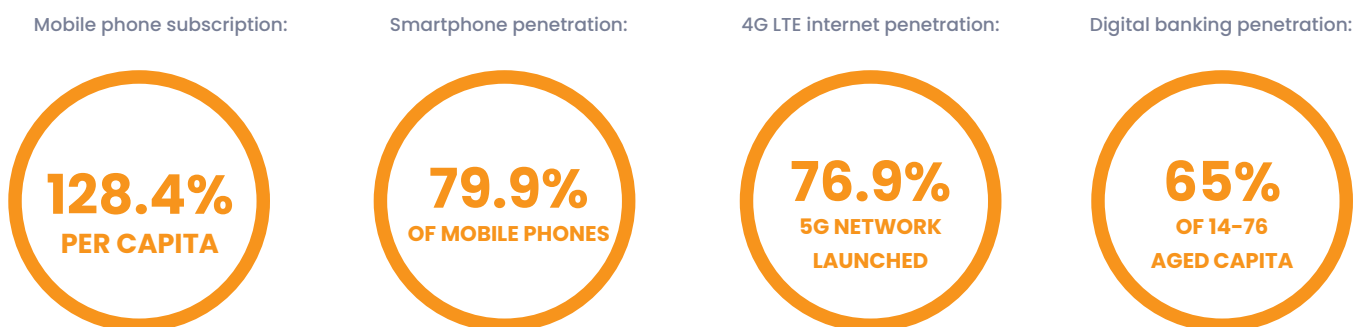 Mobile phone subscription:
128.4%
PER CAPITA
Smartphone penetration:
79.9%
OF MOBILE PHONES
4G LTE internet penetration:
76.9%
5G NETWORK
LAUNCHED
Digital banking penetration:
65%
OF 14-76
AGED CAPITA